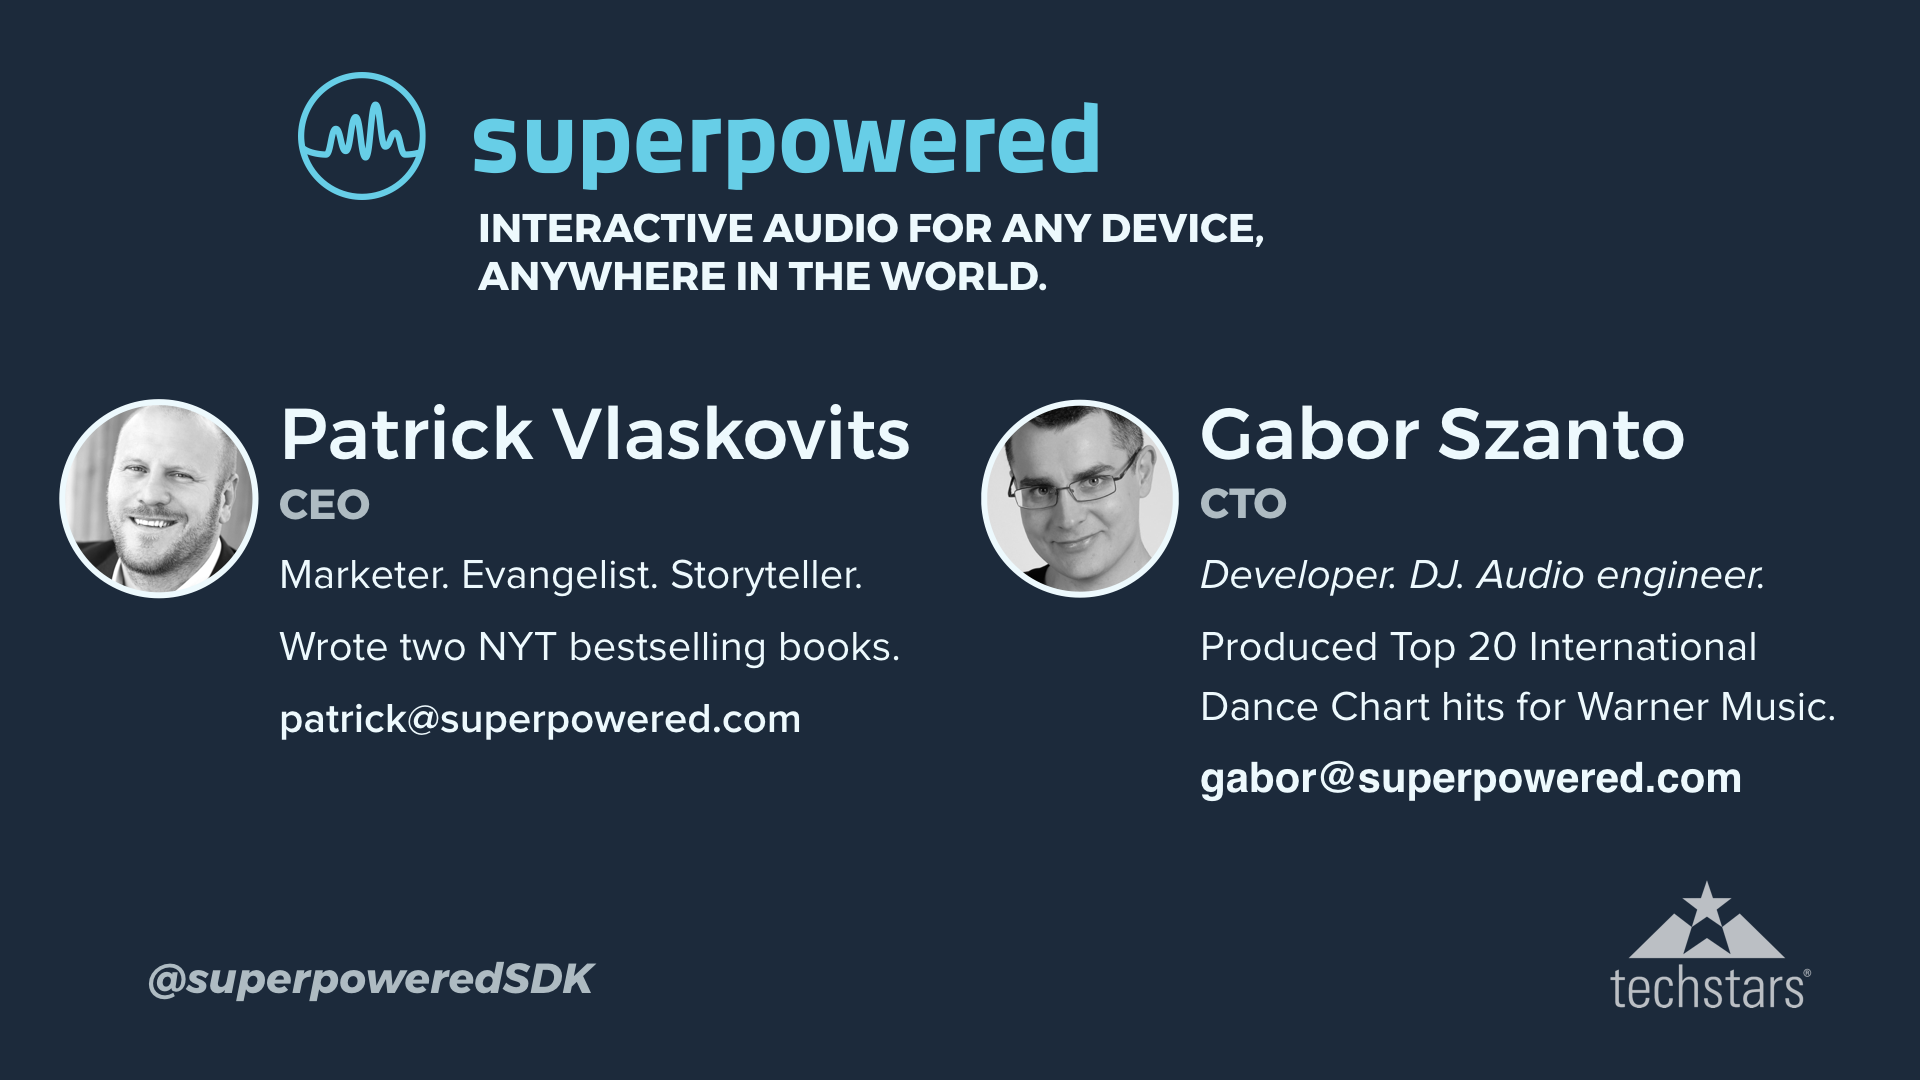 superpowered
INTERACTIVE AUDIO FOR ANY DEVICE,
ANYWHERE IN THE WORLD.
Patrick Vlaskovits
CEO
Marketer. Evangelist. Storyteller.
Wrote two NYT bestselling books.
patrick@superpowered.com
Gabor Szanto
CTO
Developer. DJ. Audio engineer.
Produced Top 20 International
Dance Chart hits for Warner Music.
gabor@superpowered.com
@superpoweredSDK
techstars®